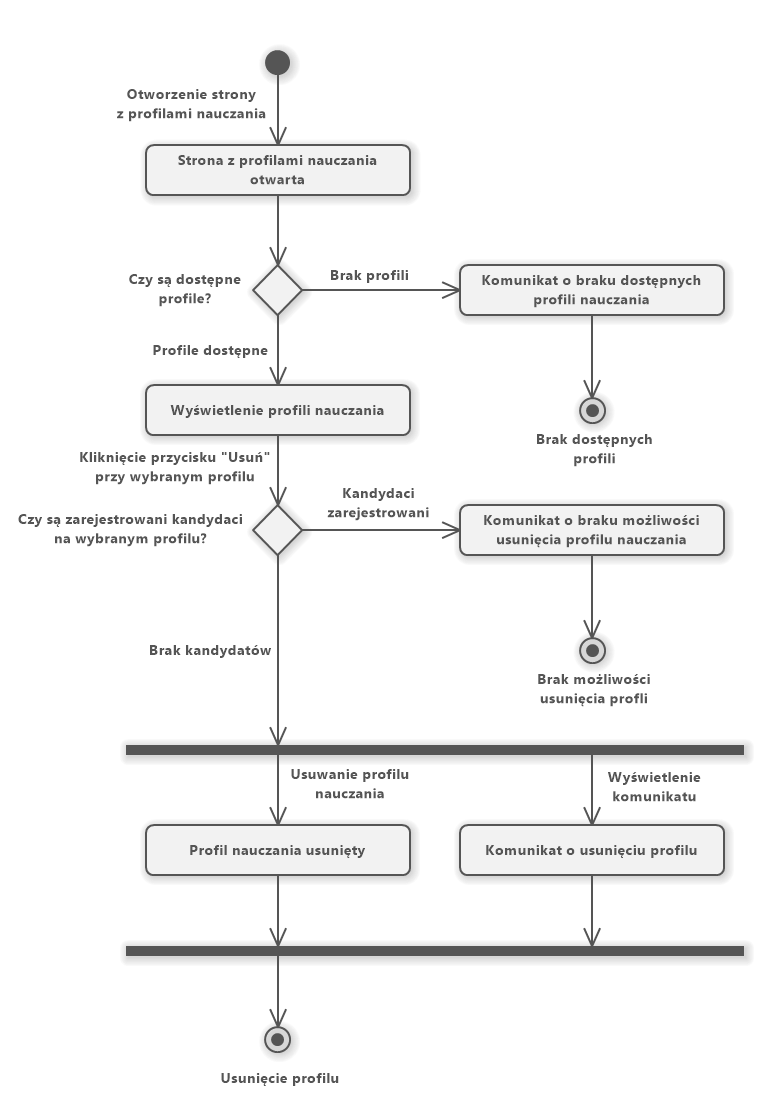 Otworzenie strony
z profilami nauczania
Strona z profilami nauczania
otwarta
Czy są dostępne
profile?
Brak profili
Komunikat o braku dostępnych
profili nauczania
Profile dostępne
Wyświetlenie profili nauczania
Brak dostępnych
profili
Kliknięcie przycisku "Usuń"
przy wybranym profilu
Czy są zarejestrowani kandydaci
na wybranym profilu?
Kandydaci
zarejestrowani
Komunikat o braku możliwości
usunięcia profilu nauczania
Brak kandydatów
Brak możliwości
usunięcia profli
Usuwanie profilu
nauczania
Wyświetlenie
komunikatu
Profil nauczania usunięty
Komunikat o usunięciu profilu
Usunięcie profilu